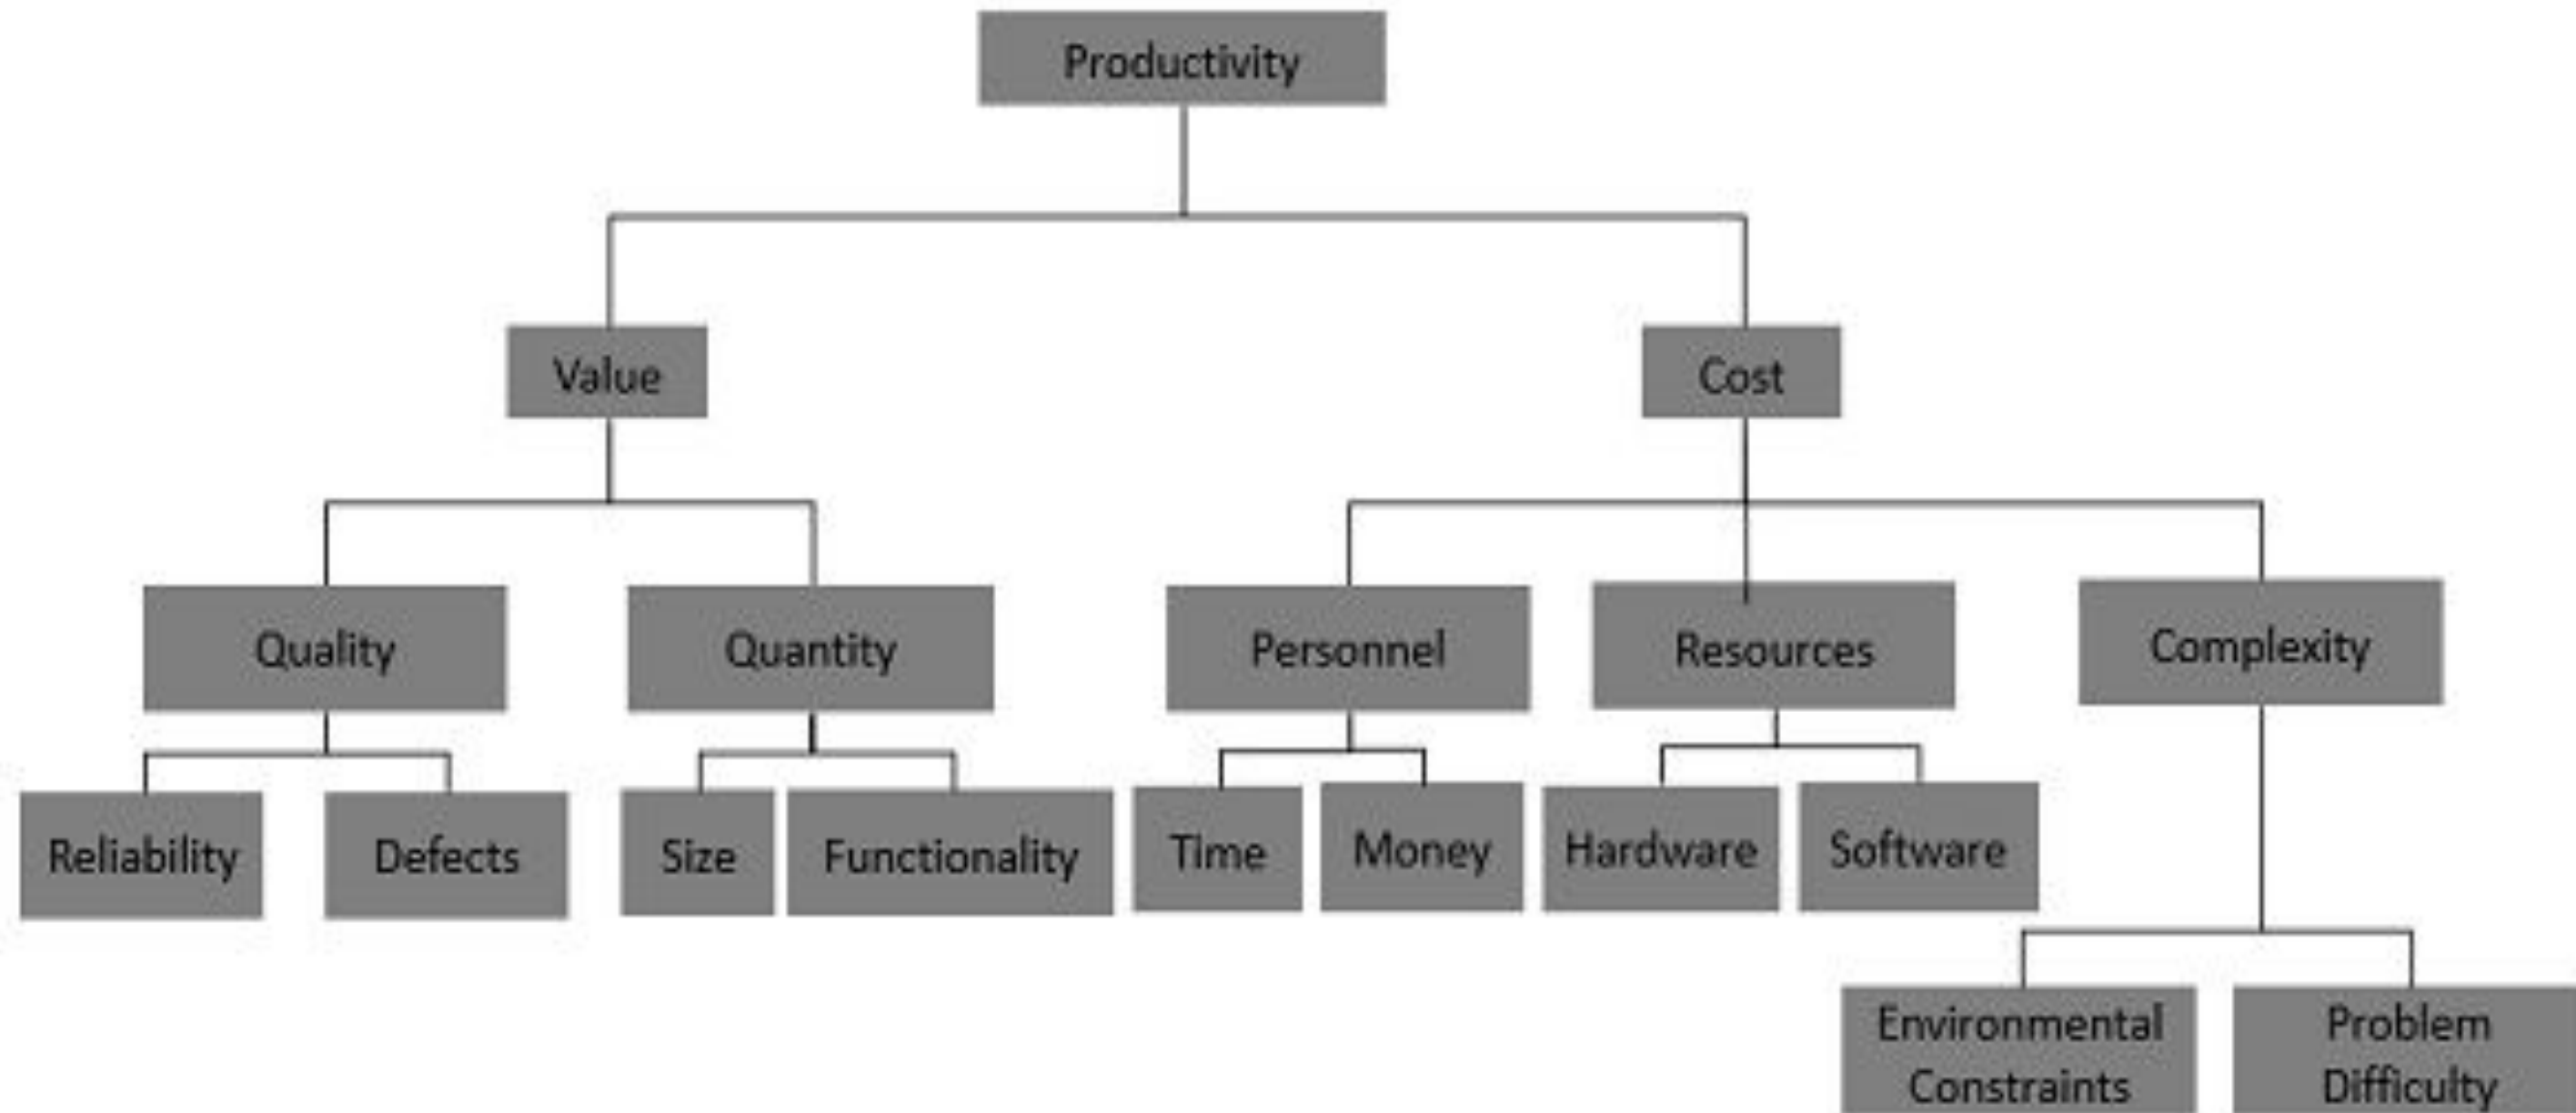 Productivity
Value
Cost
Quality
Quantity
Personnel
Resources
Complexity
Reliability
Defects
Size
Functionality
Time
Money
Hardware
Software
Environmental
Constraints
Problem
Difficulty